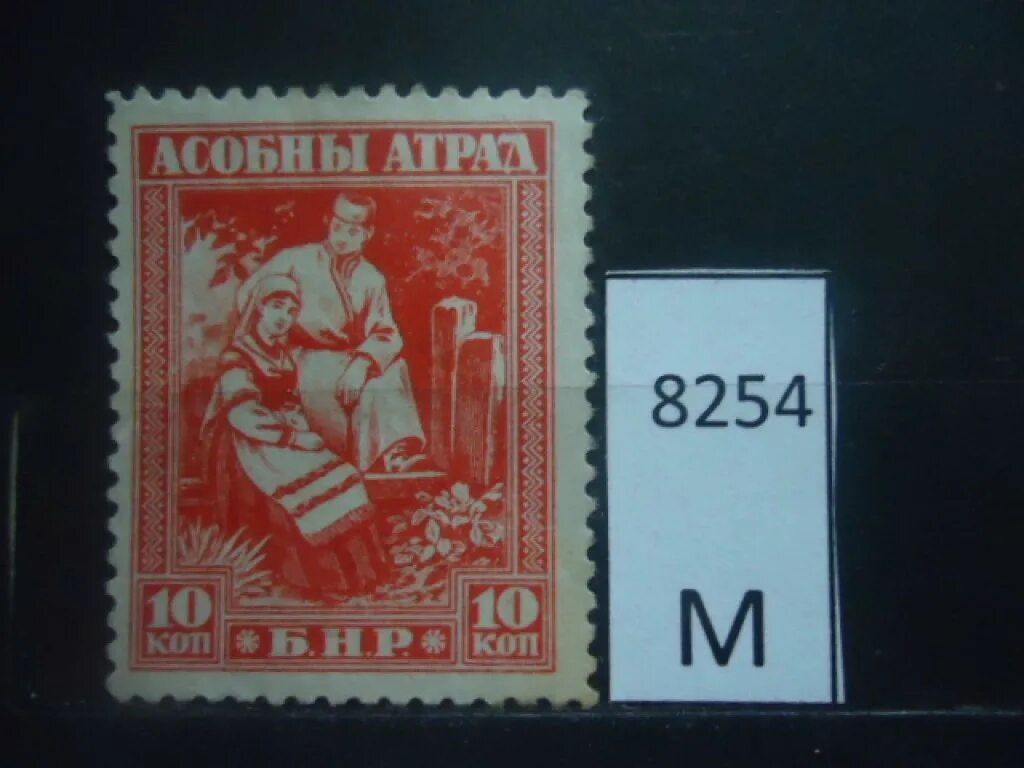 АСОБНЫ АТРАД
10 КОП
* Б.Н.Р. *
10 КОП
8254
М